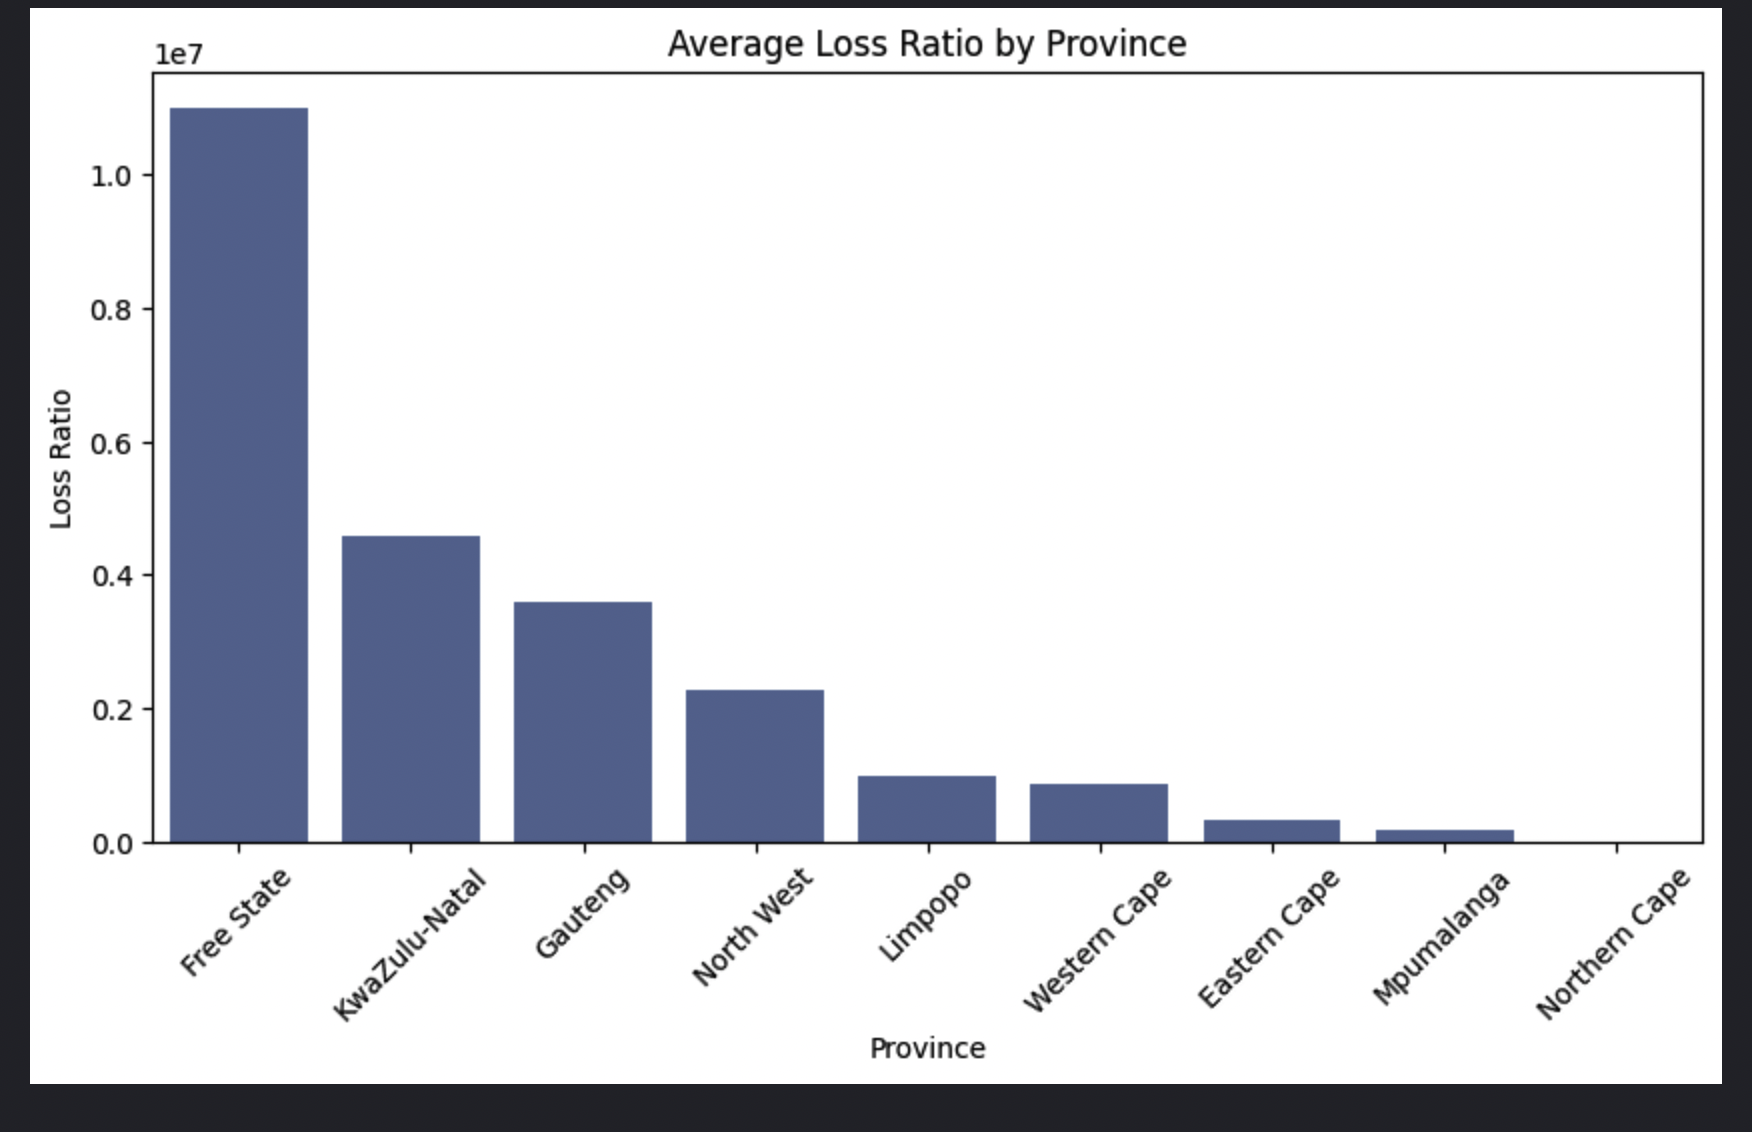 Average Loss Ratio by Province
1e7
1.0
0.8
0.6
0.4
0.2
0.0
Loss Ratio
Free State
KwaZulu-Natal
Gauteng
North West
Limpopo
Western Cape
Eastern Cape
Mpumalanga
Northern Cape
Province